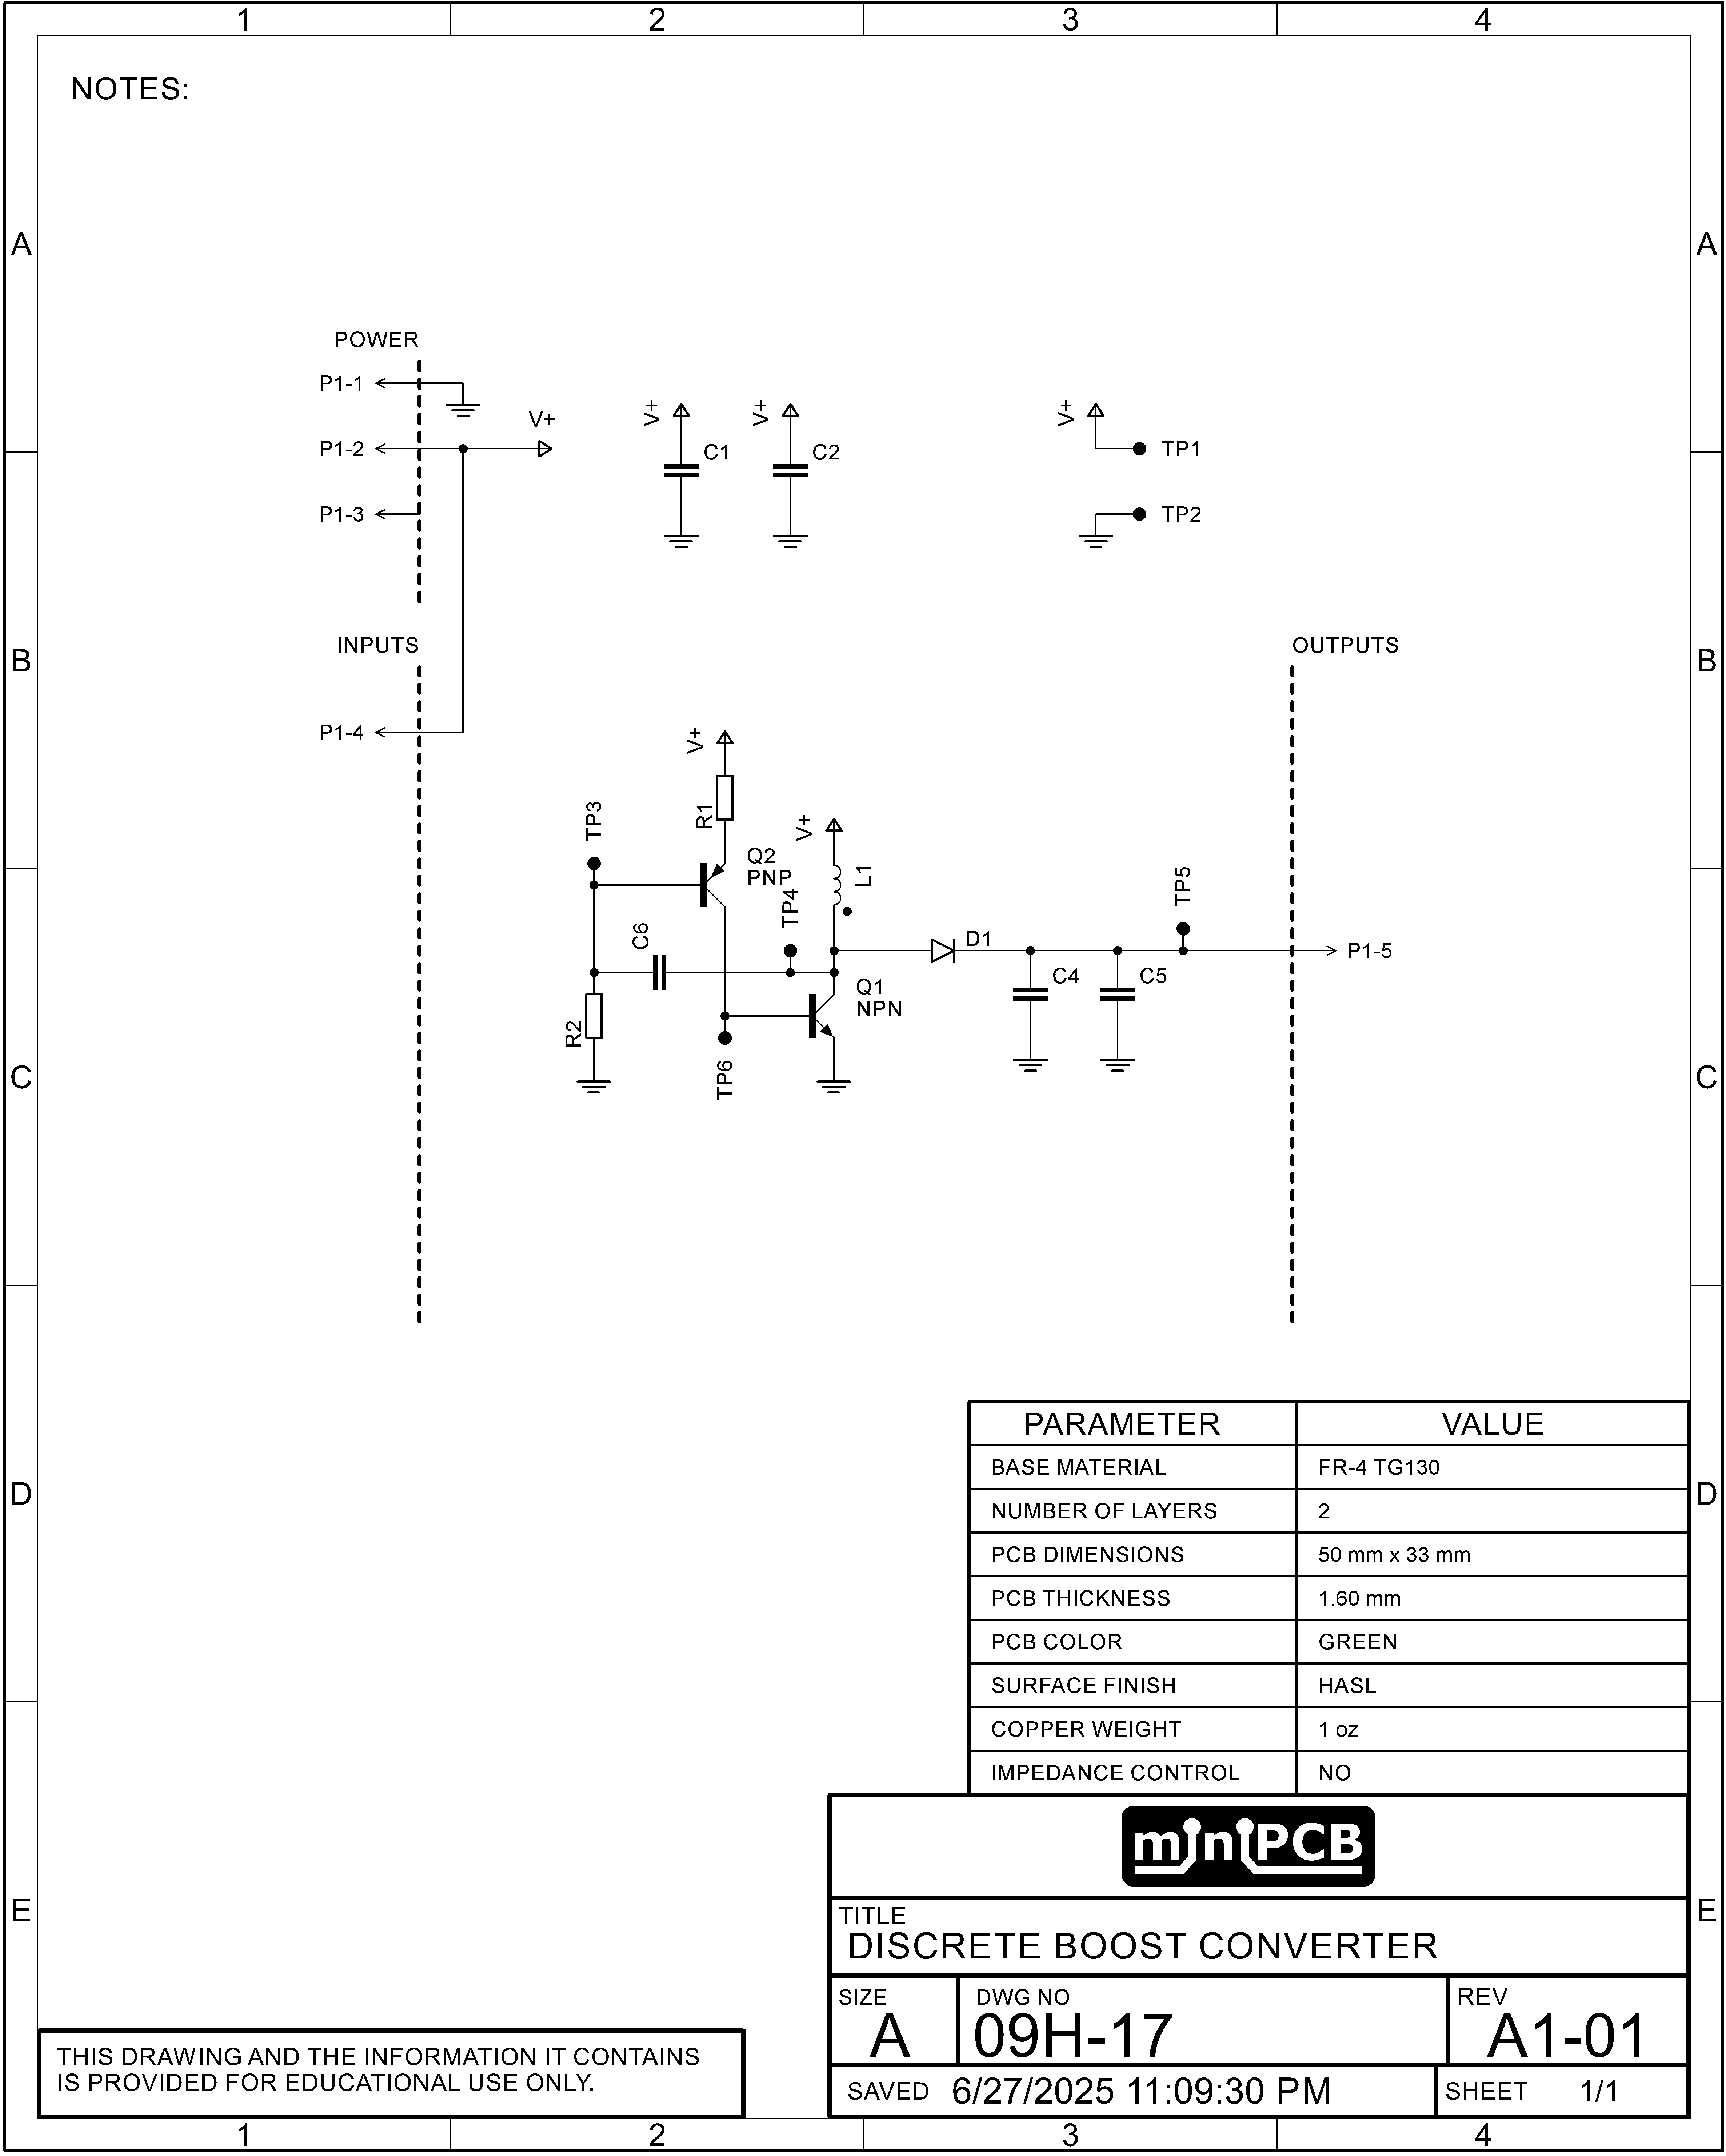 1 2 3 4
NOTES:
A A
POWER
P1-1
P1-2
V+
P1-3
V+ C1
V+ C2
V+ TP1
TP2
B B
INPUTS
OUTPUTS
P1-4
V+
R1
TP3
V+
Q2
PNP
L1
TP4
TP5
C6
D1
P1-5
C4
C5
Q1
NPN
R2
TP6
C C
PARAMETER VALUE
BASE MATERIAL FR-4 TG130
NUMBER OF LAYERS 2
PCB DIMENSIONS 50 mm x 33 mm
PCB THICKNESS 1.60 mm
PCB COLOR GREEN
SURFACE FINISH HASL
COPPER WEIGHT 1 oz
IMPEDANCE CONTROL NO
D D
miniPCB
TITLE
DISCRETE BOOST CONVERTER
E E
SIZE
A
DWG NO
09H-17
REV
A1-01
SAVED 6/27/2025 11:09:30 PM
SHEET 1/1
THIS DRAWING AND THE INFORMATION IT CONTAINS
IS PROVIDED FOR EDUCATIONAL USE ONLY.
1 2 3 4